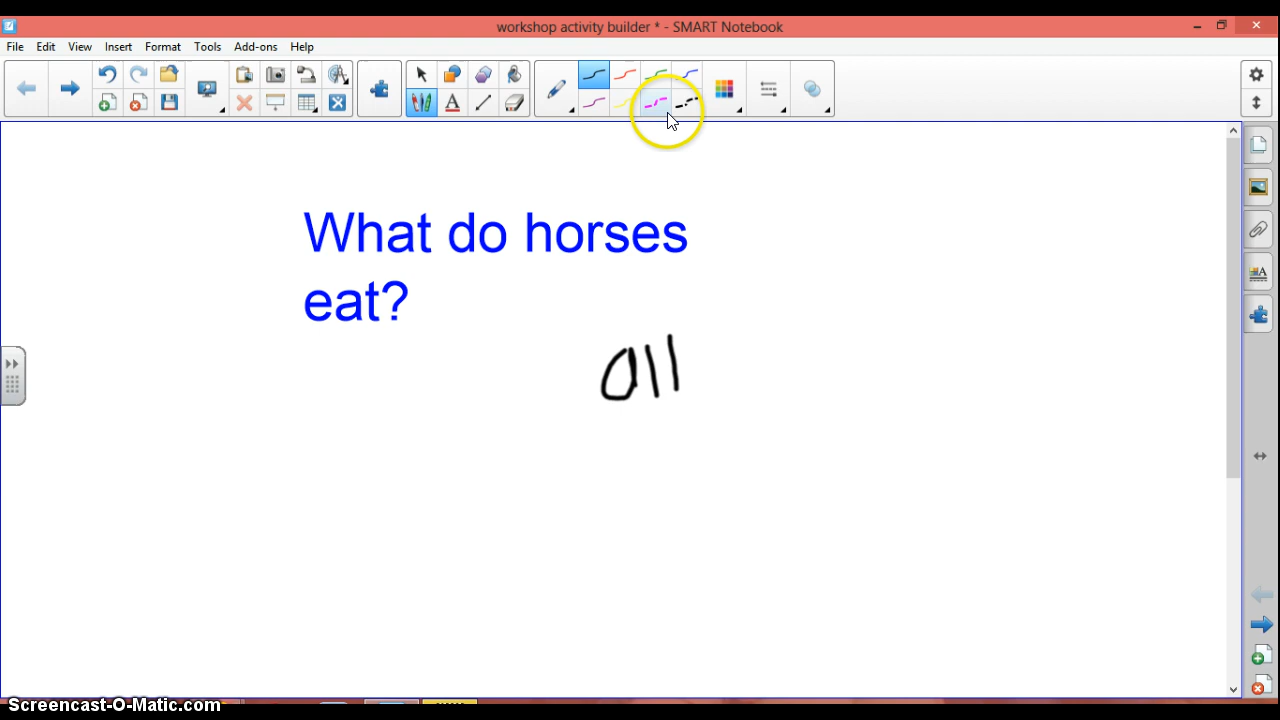 workshop activity builder * - SMART Notebook
File Edit View Insert Format Tools Add-ons Help
What do horses
eat?
all
Screencast-O-Matic.com